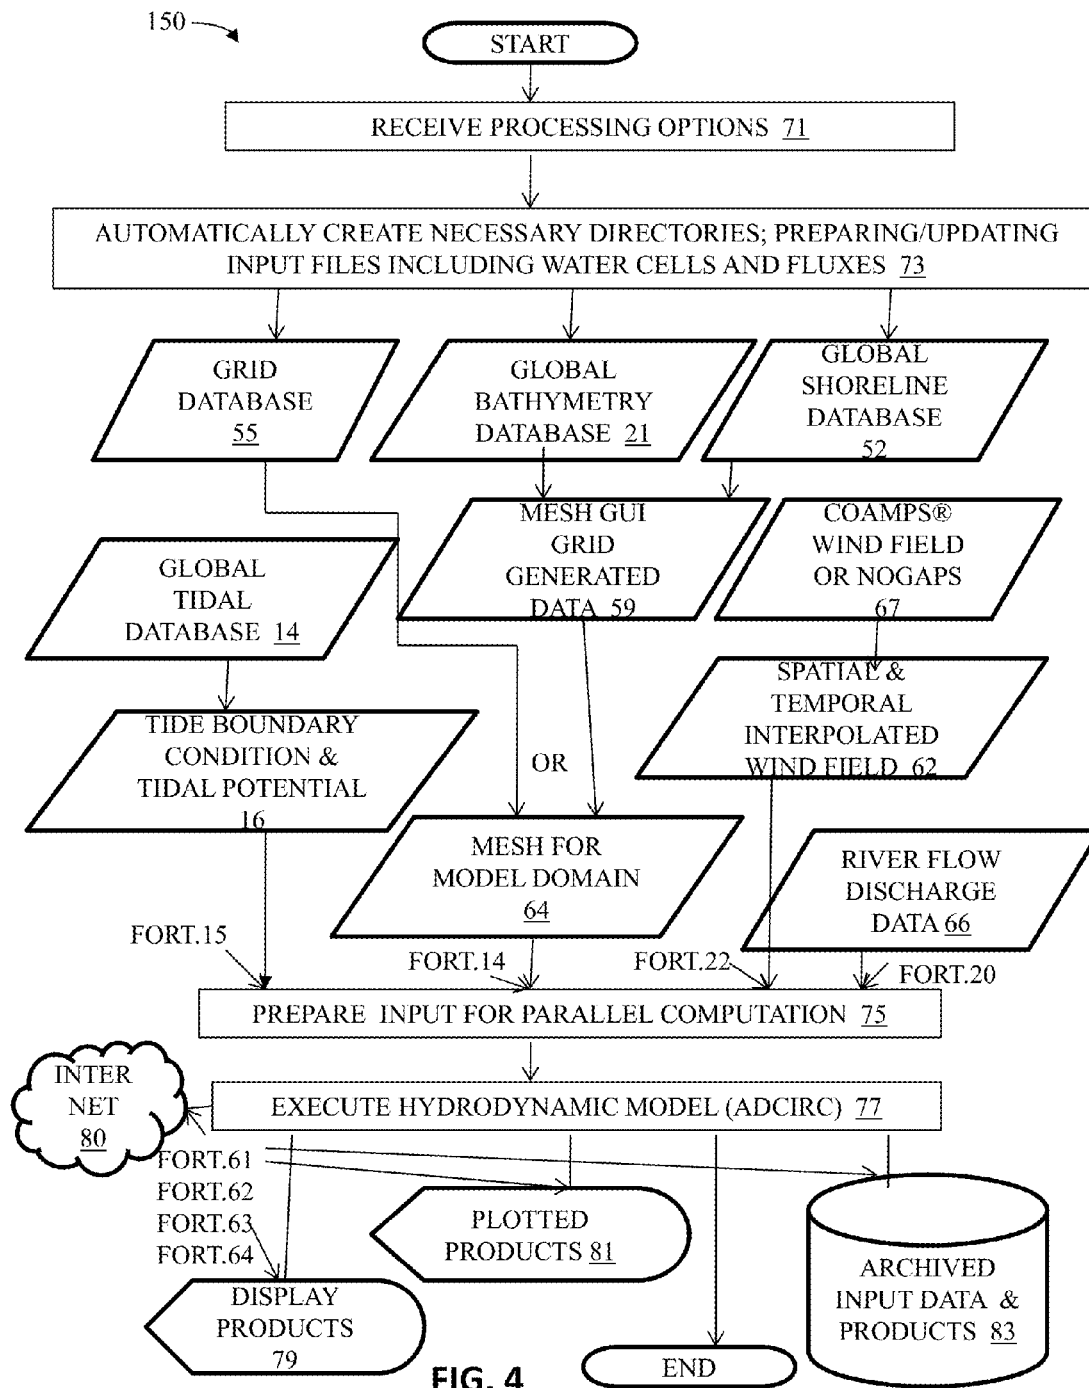 150
START
RECEIVE PROCESSING OPTIONS 71
AUTOMATICALLY CREATE NECESSARY DIRECTORIES; PREPARING/UPDATING
INPUT FILES INCLUDING WATER CELLS AND FLUXES 73
GRID
DATABASE
55
GLOBAL
BATHYMETRY
DATABASE 21
GLOBAL
SHORELINE
DATABASE
52
MESH GUI
GRID
GENERATED
DATA 59
COAMPS®
WIND FIELD
OR NOGAPS
67
GLOBAL
TIDAL
DATABASE 14
SPATIAL &
TEMPORAL
INTERPOLATED
WIND FIELD 62
TIDE BOUNDARY
CONDITION &
TIDAL POTENTIAL
16
OR
MESH FOR
MODEL DOMAIN
64
RIVER FLOW
DISCHARGE
DATA 66
FORT.15
FORT.14
FORT.22
FORT.20
PREPARE INPUT FOR PARALLEL COMPUTATION 75
INTER
NET
80
EXECUTE HYDRODYNAMIC MODEL (ADCIRC) 77
FORT.61
FORT.62
FORT.63
FORT.64
PLOTTED
PRODUCTS 81
ARCHIVED
INPUT DATA &
PRODUCTS 83
DISPLAY
PRODUCTS
79
END
FIG. 4